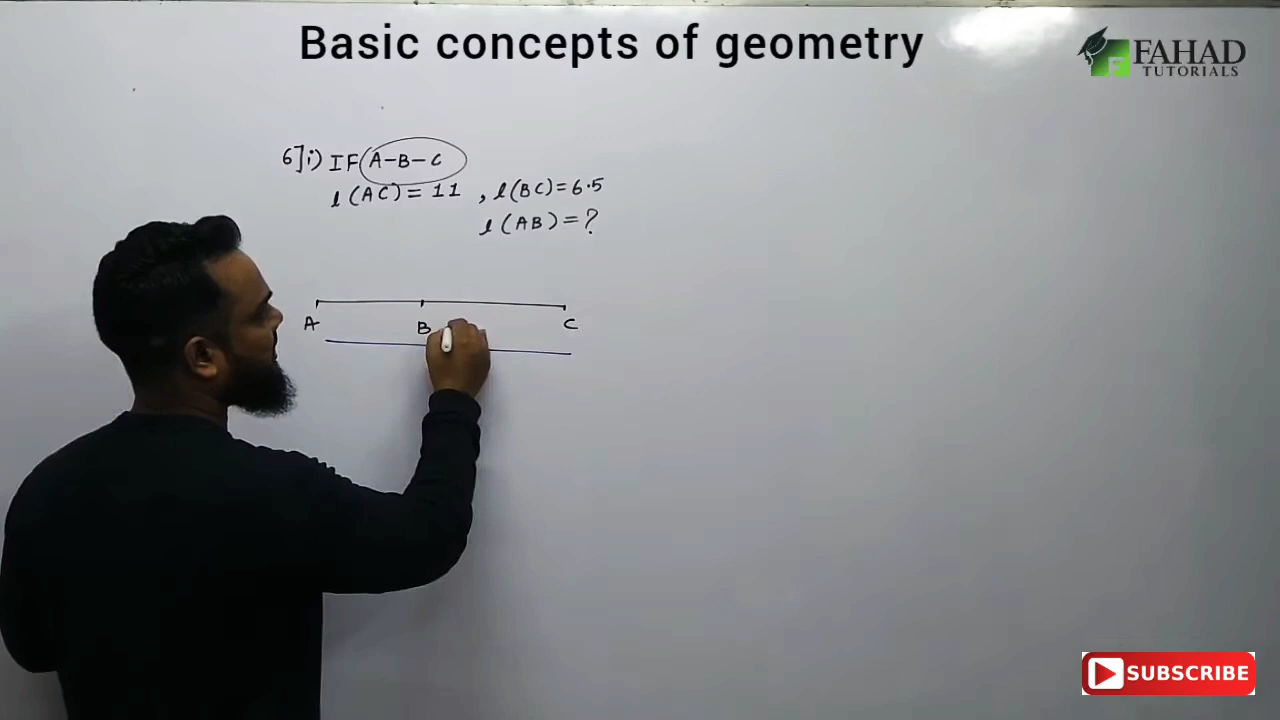 Basic concepts of geometry
FAHAD
TUTORIALS
6]i) IF (A-B-C
l(AC) = 11 , l(BC) = 6.5
l(AB) = ?
A B C
SUBSCRIBE